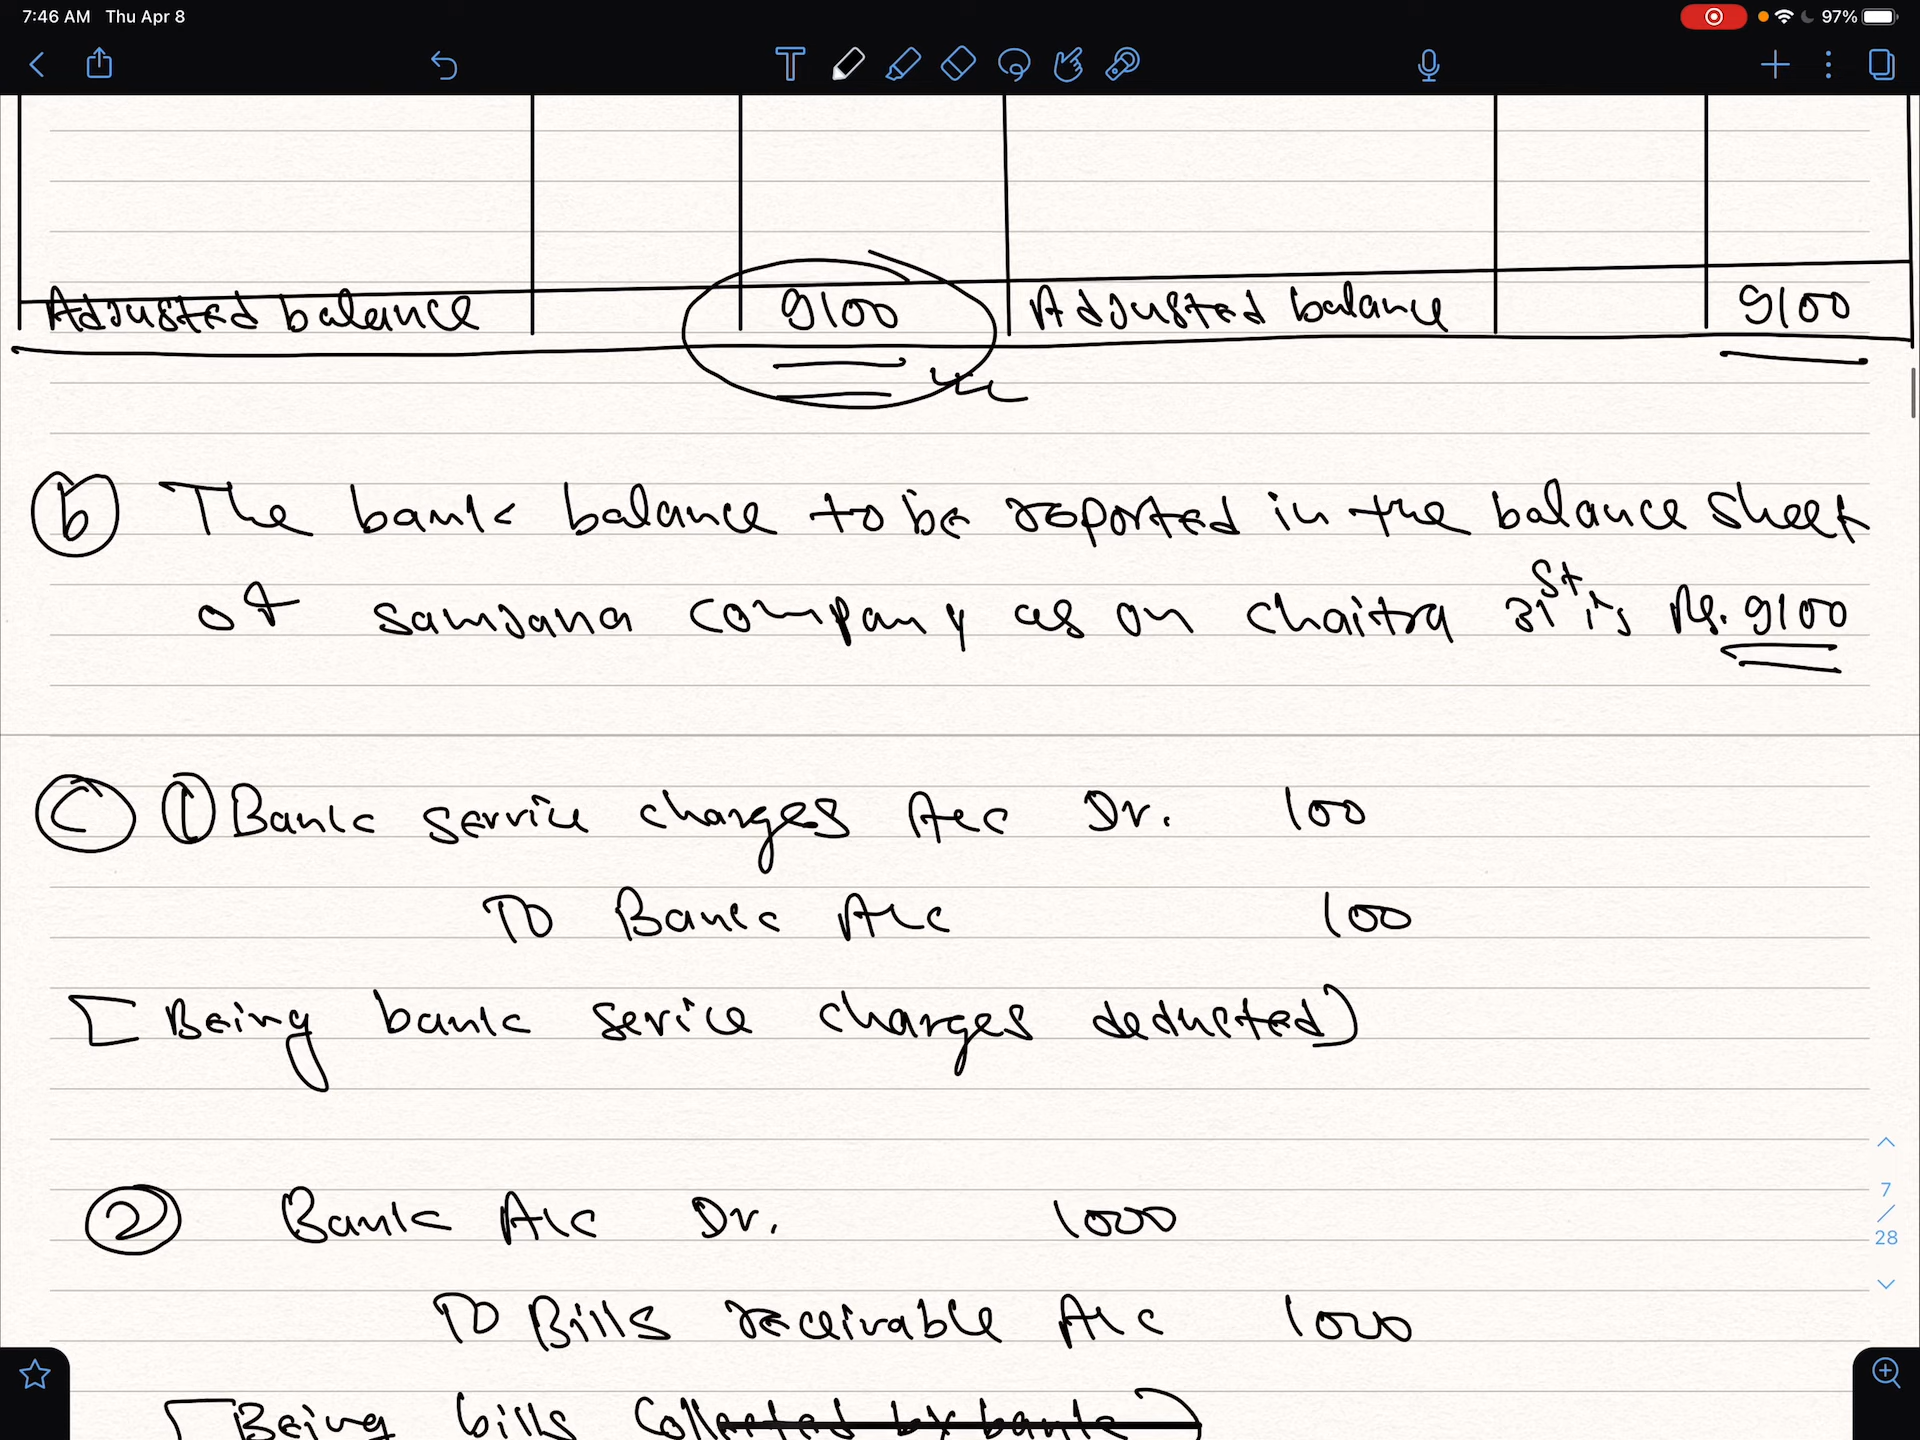 7:46 AM Thu Apr 8
97%
Adjusted balance 9100 Adjusted balance 9100
b The bank balance to be reported in the balance sheet
of samjana company as on chaitra 31st is Rs. 9100
C 1 Bank service charges A/c Dr. 100
To Bank A/c 100
[Being bank service charges deducted)
2 Bank A/c Dr. 1000
To Bills receivable A/c 1000
[Being bills collected by bank)
7
/
28